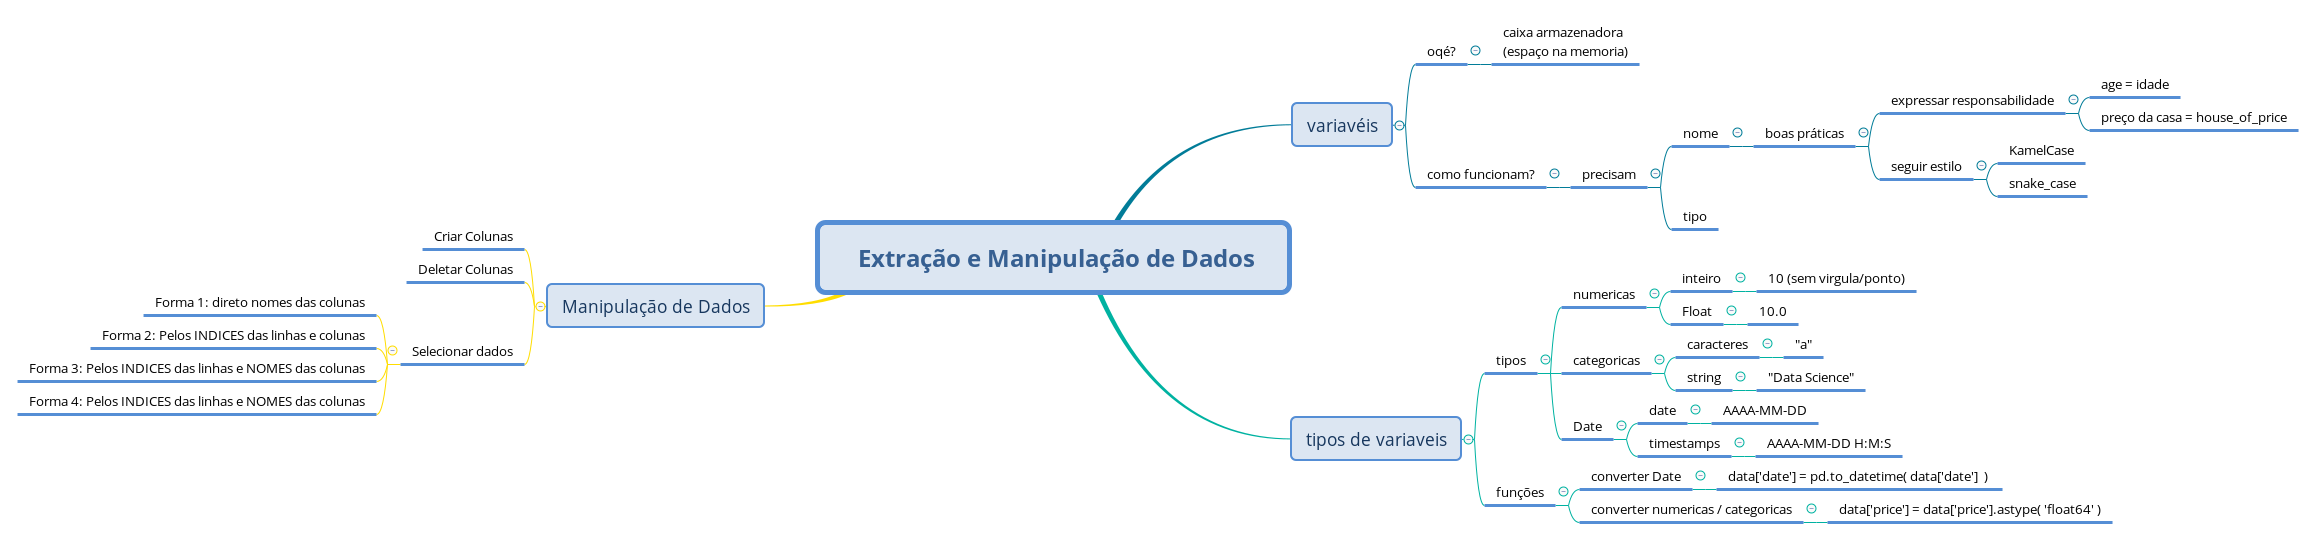 Extração e Manipulação de Dados
variavéis
oqé?
caixa armazenadora
(espaço na memoria)
como funcionam?
precisam
nome
boas práticas
expressar responsabilidade
age = idade
preço da casa = house_of_price
seguir estilo
KamelCase
snake_case
tipo
tipos de variaveis
tipos
numericas
inteiro
10 (sem virgula/ponto)
Float
10.0
categoricas
caracteres
"a"
string
"Data Science"
Date
date
AAAA-MM-DD
timestamps
AAAA-MM-DD H:M:S
funções
converter Date
data['date'] = pd.to_datetime( data['date'] )
converter numericas / categoricas
data['price'] = data['price'].astype( 'float64' )
Manipulação de Dados
Criar Colunas
Deletar Colunas
Selecionar dados
Forma 1: direto nomes das colunas
Forma 2: Pelos INDICES das linhas e colunas
Forma 3: Pelos INDICES das linhas e NOMES das colunas
Forma 4: Pelos INDICES das linhas e NOMES das colunas